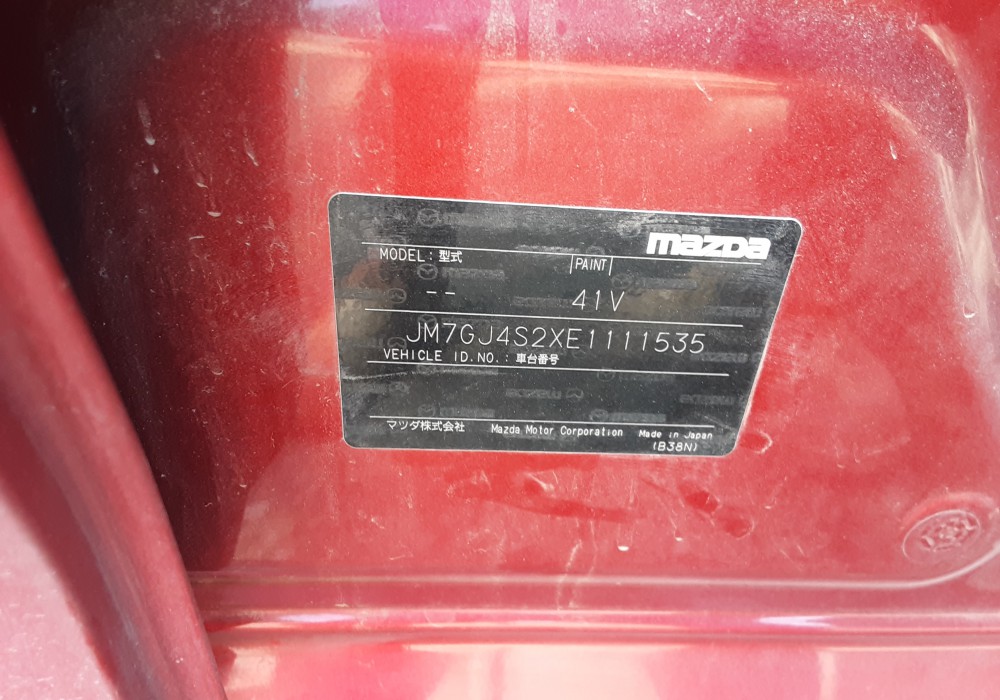 mazda
MODEL : 型式 PAINT
-- 41V
JM7GJ4S2XE1111535
VEHICLE ID.NO. : 車台番号
マツダ株式会社 Mazda Motor Corporation Made in Japan
(B38N)